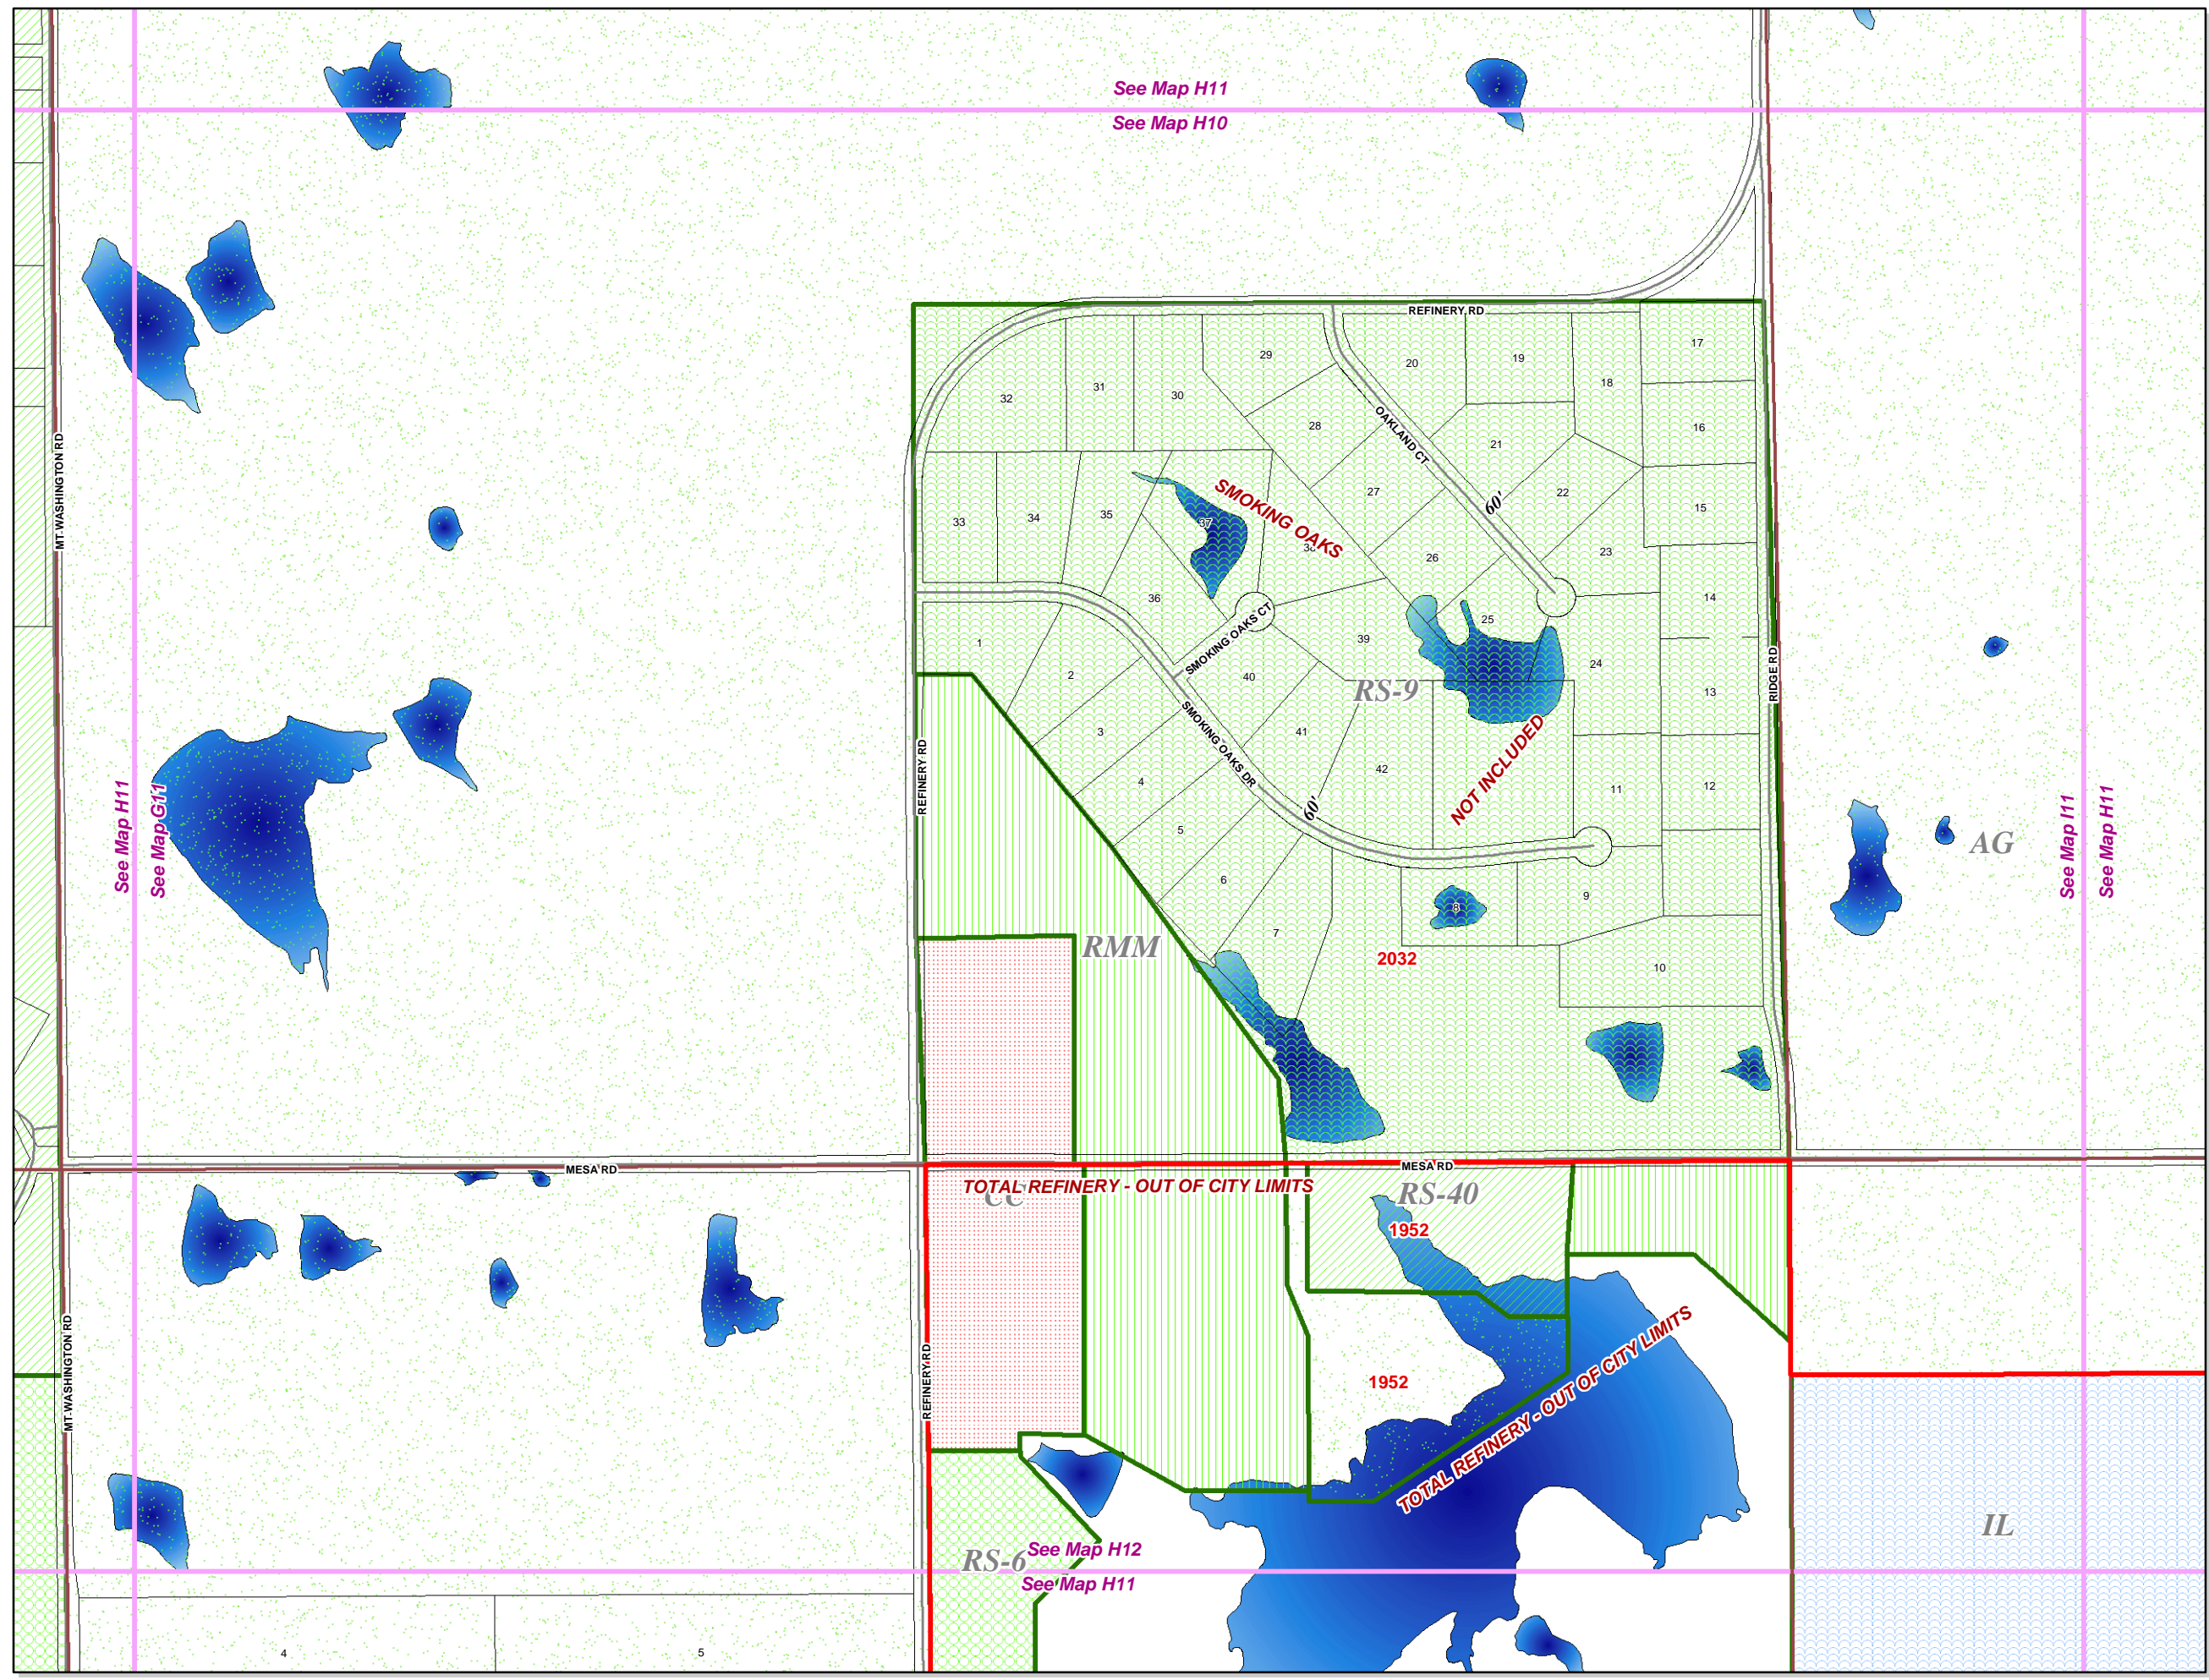 See Map H11
See Map H10
REFINERY RD
17
29
19
20
18
31
30
32
16
28
OAKLAND CT
21
MT WASHINGTON RD
SMOKING OAKS
27
22
60'
15
35
34
33
37
38
23
26
36
14
SMOKING OAKS CT
25
39
1
24
2
40
RS-9
13
RIDGE RD
3
41
SMOKING OAKS DR
NOT INCLUDED
42
4
REFINERY RD
11
12
60'
5
See Map H11
See Map G11
AG
See Map I11
See Map H11
6
9
8
7
RMM
2032
10
MESA RD
MESA RD
TOTAL REFINERY - OUT OF CITY LIMITS
CC
RS-40
1952
MT WASHINGTON RD
REFINERY RD
1952
TOTAL REFINERY - OUT OF CITY LIMITS
IL
RS-6
See Map H12
See Map H11
4
5